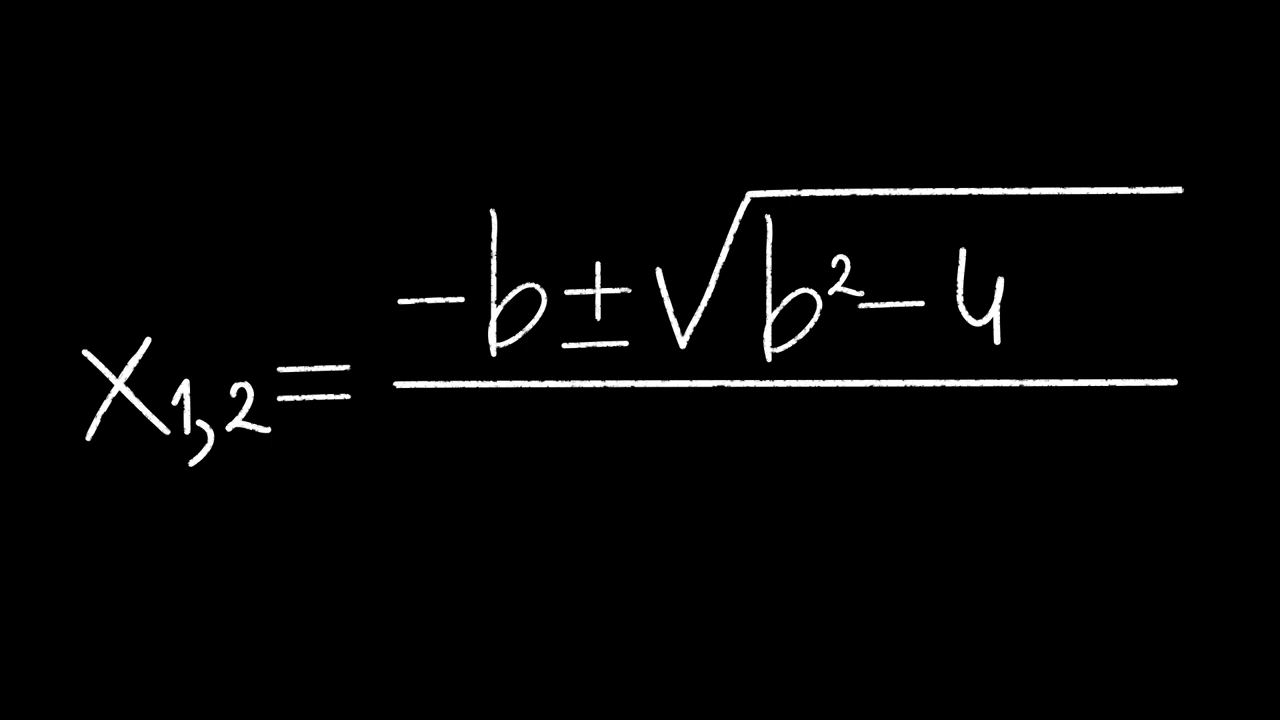 x₁,₂ = (-b ± √(b² - 4